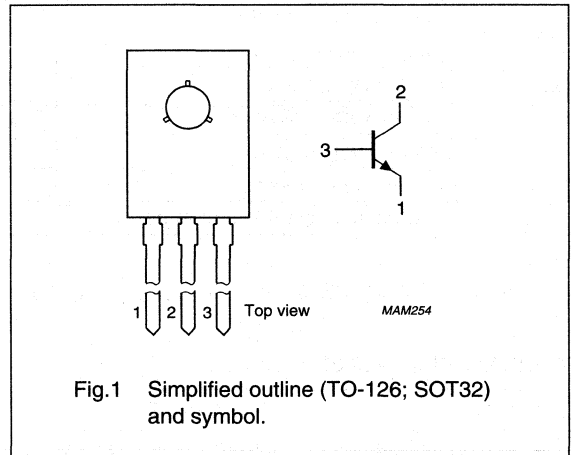 2
3
1
1 2 3 Top view MAM254
Fig.1 Simplified outline (TO-126; SOT32)
and symbol.